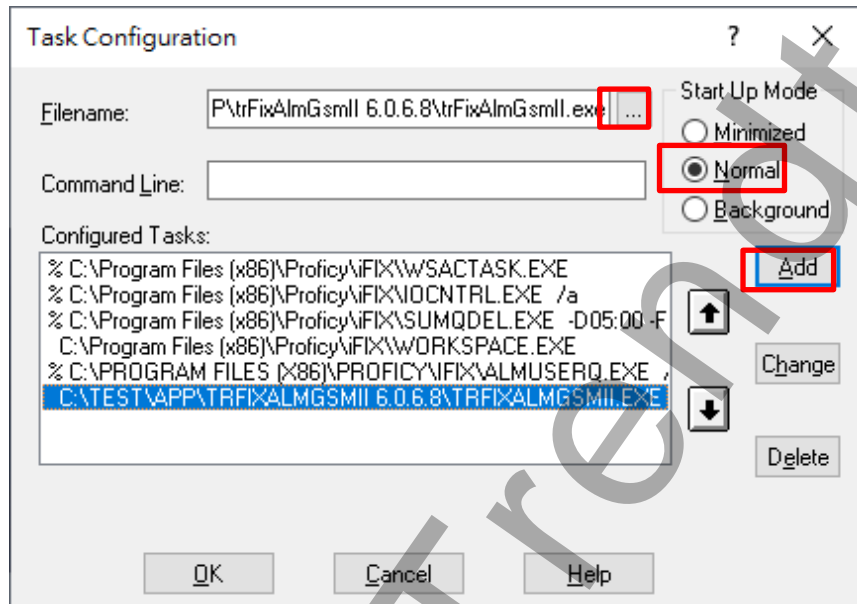 Task Configuration
?
Filename:
P\trFixAlmGsmII 6.0.6.8\trFixAlmGsmII.exe
...
Start Up Mode
Minimized
Normal
Background
Command Line:
Configured Tasks:
% C:\Program Files (x86)\Proficy\iFIX\WSACTASK.EXE
% C:\Program Files (x86)\Proficy\iFIX\IOCNTRL.EXE /a
% C:\Program Files (x86)\Proficy\iFIX\SUMQDEL.EXE -D05:00 -F
C:\Program Files (x86)\Proficy\iFIX\WORKSPACE.EXE
% C:\PROGRAM FILES (X86)\PROFICY\IFIX\ALMUSERQ.EXE /
C:\TEST\APP\TRFIXALMGSMII 6.0.6.8\TRFIXALMGSMII.EXE
Add
Change
Delete
OK
Cancel
Help
Trendt